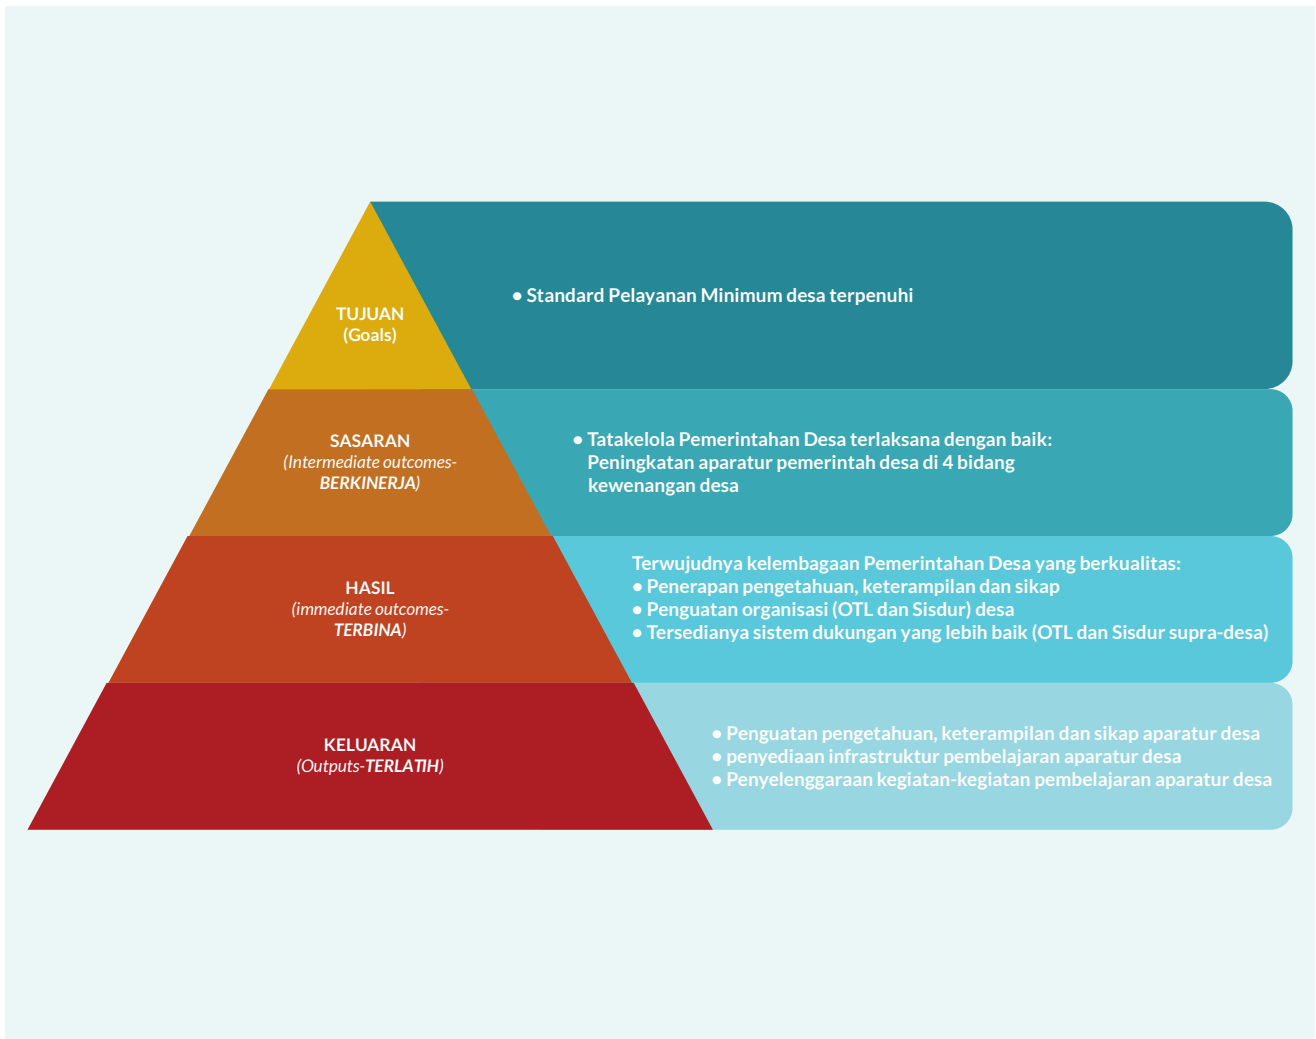 TUJUAN
(Goals)
● Standard Pelayanan Minimum desa terpenuhi
SASARAN
(Intermediate outcomes-
BERKINERJA)
● Tatakelola Pemerintahan Desa terlaksana dengan baik:
Peningkatan aparatur pemerintah desa di 4 bidang
kewenangan desa
HASIL
(immediate outcomes-
TERBINA)
Terwujudnya kelembagaan Pemerintahan Desa yang berkualitas:
● Penerapan pengetahuan, keterampilan dan sikap
● Penguatan organisasi (OTL dan Sisdur) desa
● Tersedianya sistem dukungan yang lebih baik (OTL dan Sisdur supra-desa)
KELUARAN
(Outputs-TERLATIH)
● Penguatan pengetahuan, keterampilan dan sikap aparatur desa
● penyediaan infrastruktur pembelajaran aparatur desa
● Penyelenggaraan kegiatan-kegiatan pembelajaran aparatur desa